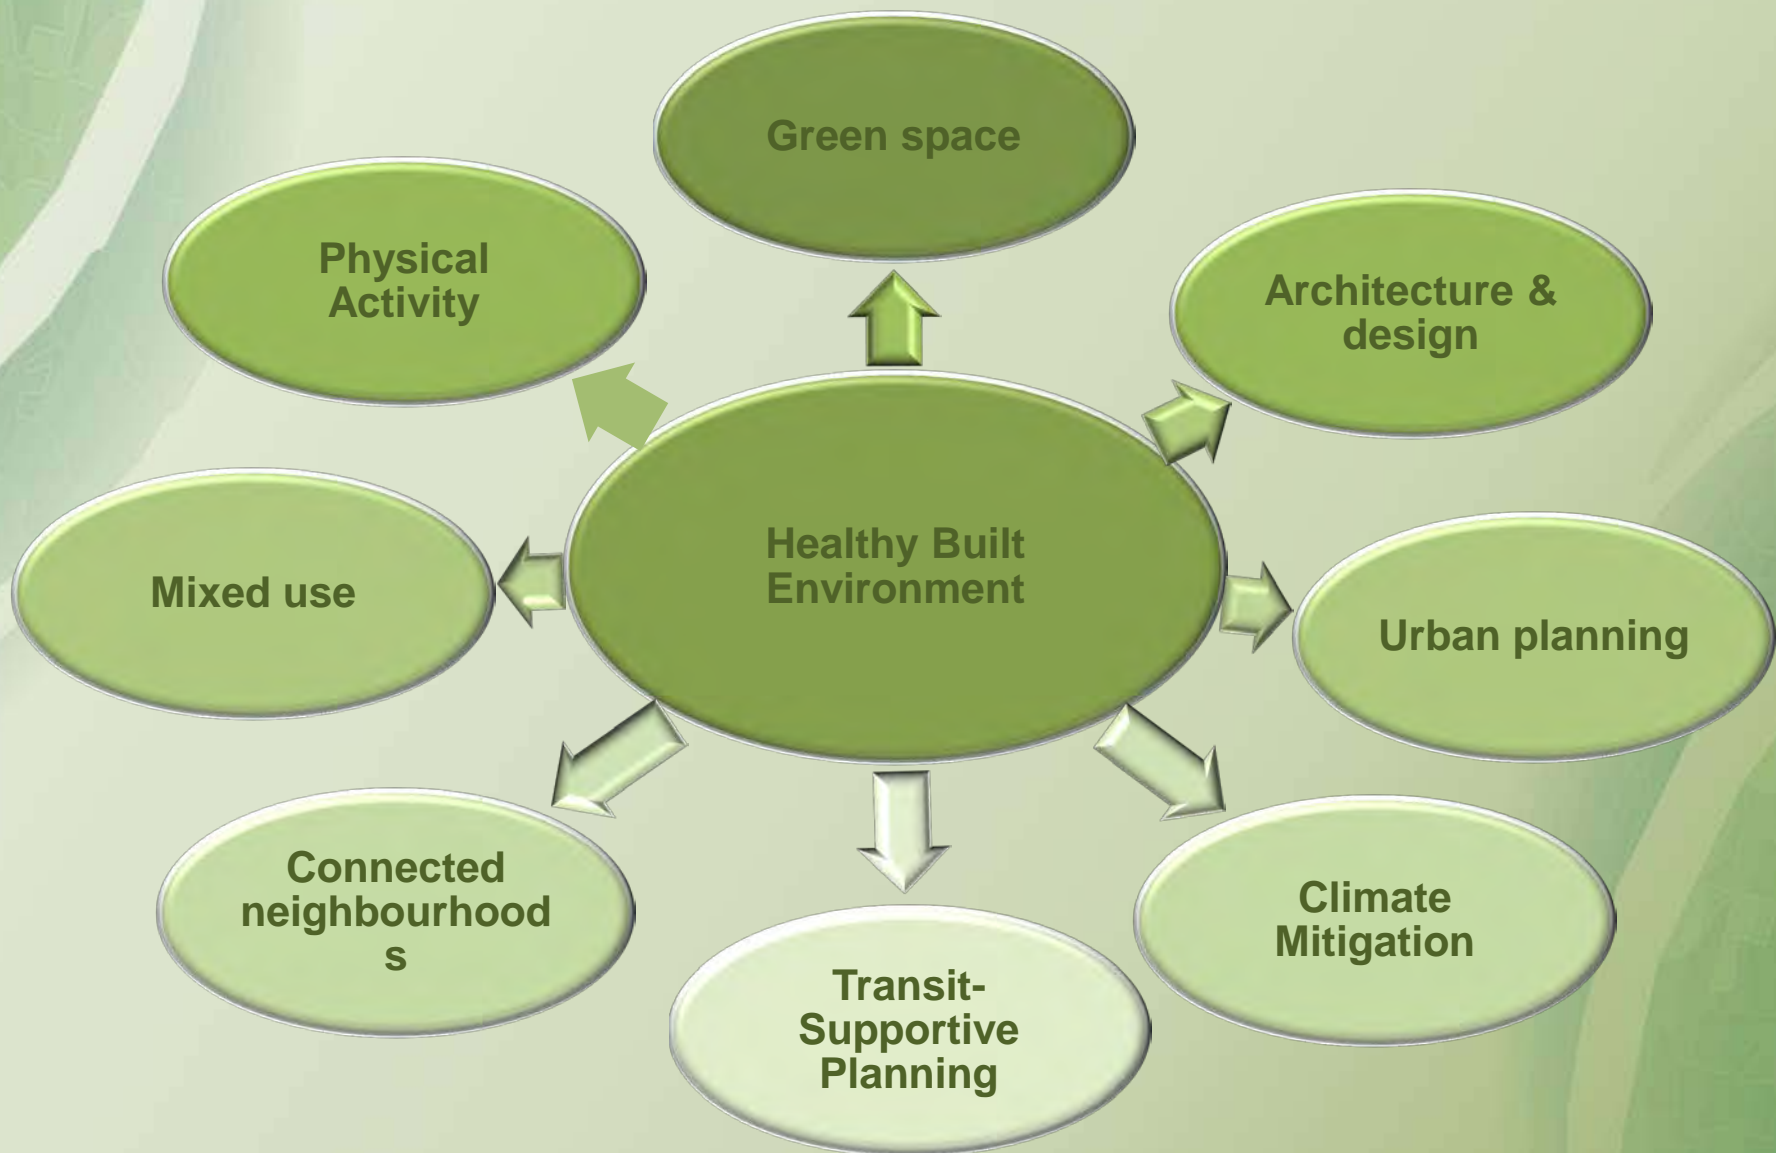 Green space
Physical
Activity
Architecture &
design
Healthy Built
Environment
Mixed use
Urban planning
Connected
neighbourhood
s
Climate
Mitigation
Transit-
Supportive
Planning